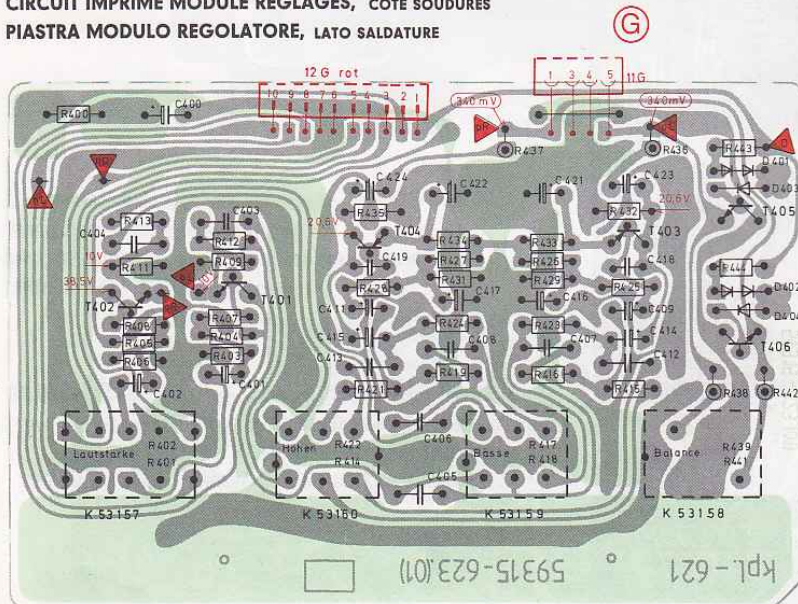 CIRCUIT IMPRIMÉ MODULE RÉGLAGES, CÔTÉ SOUDURES
PIASTRA MODULO REGOLATORE, LATO SALDATURE
G
12 G rot
10 9 8 7 6 5 4 3 2 1
1 3 4 5
11G
340 mV
340mV
R400
C400
R437
R436
R443
D401
D403
T405
C424
C422
C421
C423
R435
R432
20,6V
20,6V
T404
T403
C404
R413
C403
R412
R434
R433
10V
R411
R409
C419
R427
R426
C418
R444
38,5V
R431
R429
R428
R425
D402
T402
T401
C417
C416
D404
C411
C409
R408
R407
R424
R423
T406
R405
R404
C415
C408
C407
C414
R406
R403
C413
C412
R421
R419
R416
R415
R438
R442
C402
C401
C406
Lautstärke
R402
R401
Höhen
R422
R414
Bässe
R417
R418
Balance
R439
R441
C405
K 53157
K 53160
K 53159
K 53158
59315-623.(01)
kpl.-621